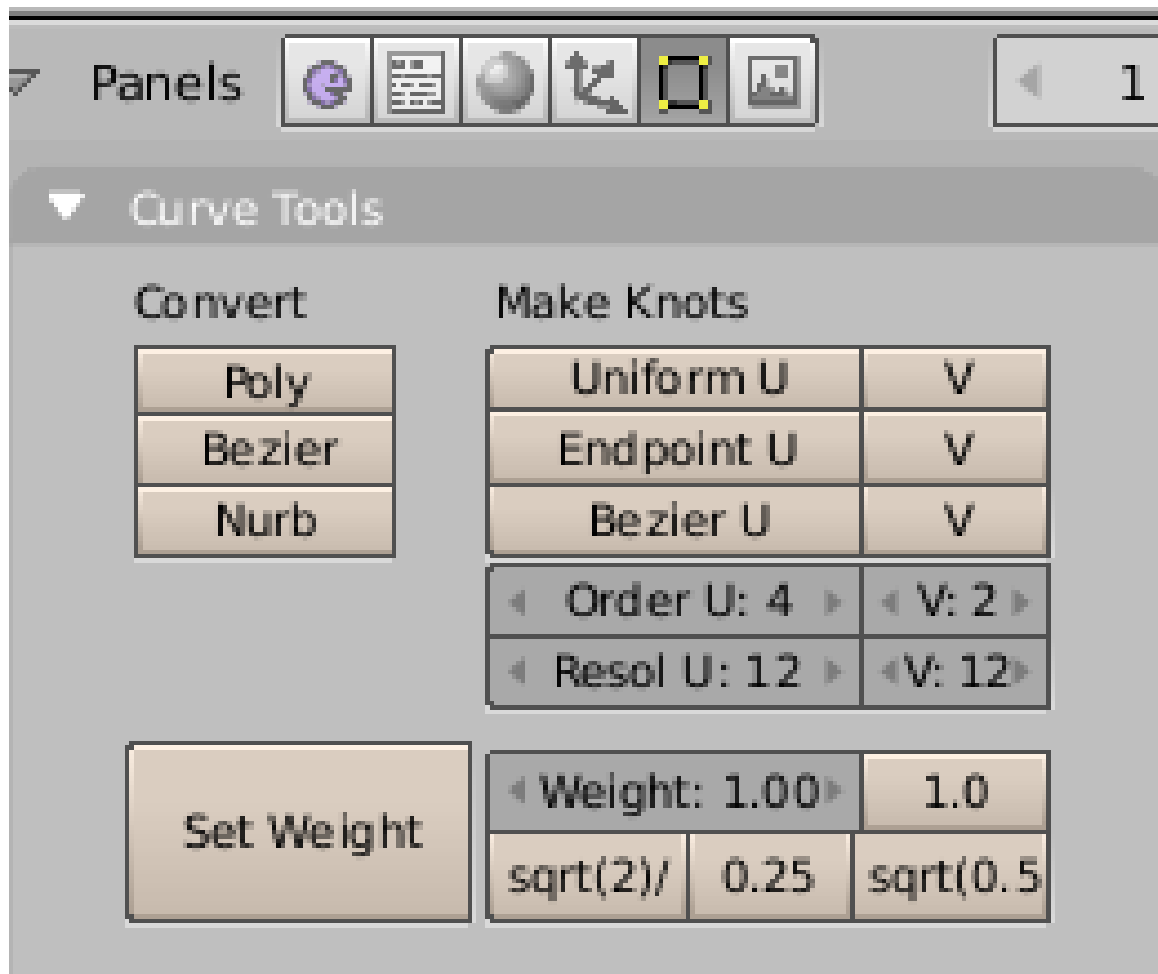 Panels 1
Curve Tools
Convert Make Knots
Poly Uniform U V
Bezier Endpoint U V
Nurb Bezier U V
Order U: 4 V: 2
Resol U: 12 V: 12
Set Weight Weight: 1.00 1.0
sqrt(2)/ 0.25 sqrt(0.5